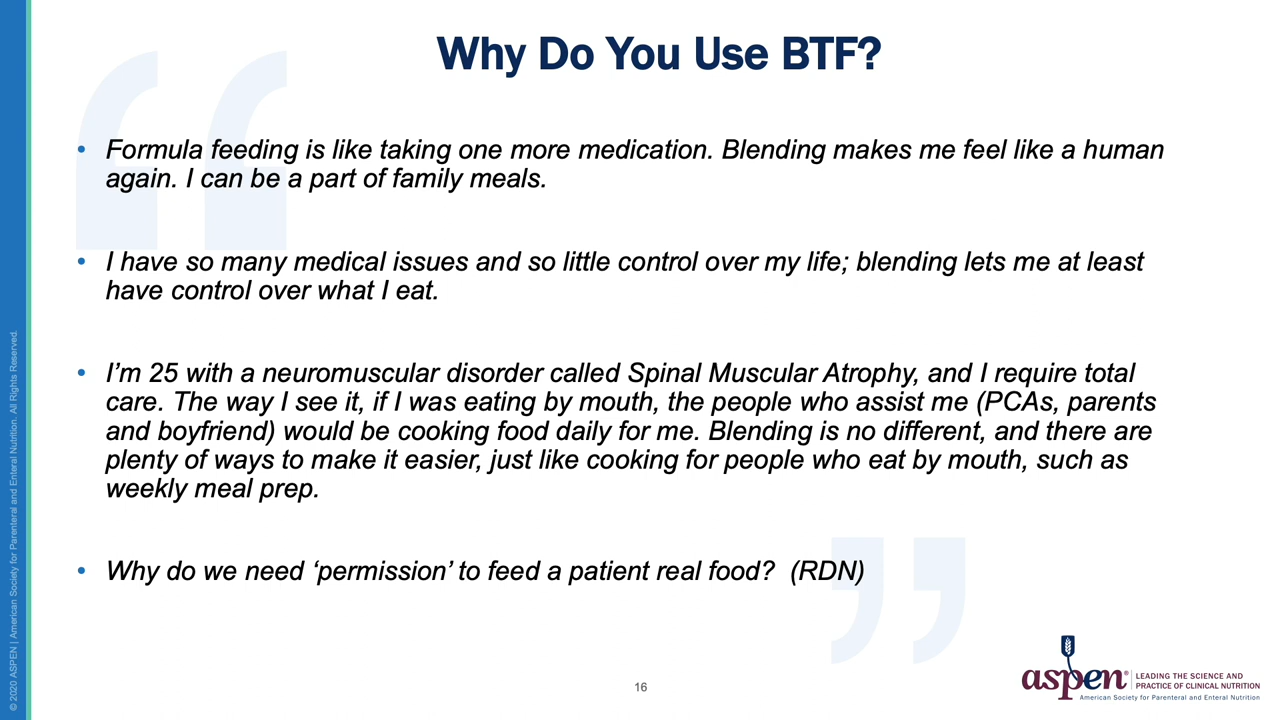 Why Do You Use BTF?
• Formula feeding is like taking one more medication. Blending makes me feel like a human
again. I can be a part of family meals.
• I have so many medical issues and so little control over my life; blending lets me at least
have control over what I eat.
• I’m 25 with a neuromuscular disorder called Spinal Muscular Atrophy, and I require total
care. The way I see it, if I was eating by mouth, the people who assist me (PCAs, parents
and boyfriend) would be cooking food daily for me. Blending is no different, and there are
plenty of ways to make it easier, just like cooking for people who eat by mouth, such as
weekly meal prep.
• Why do we need ‘permission’ to feed a patient real food?  (RDN)
© 2020 ASPEN | American Society for Parenteral and Enteral Nutrition. All Rights Reserved.
16
aspen®
LEADING THE SCIENCE AND
PRACTICE OF CLINICAL NUTRITION
American Society for Parenteral and Enteral Nutrition